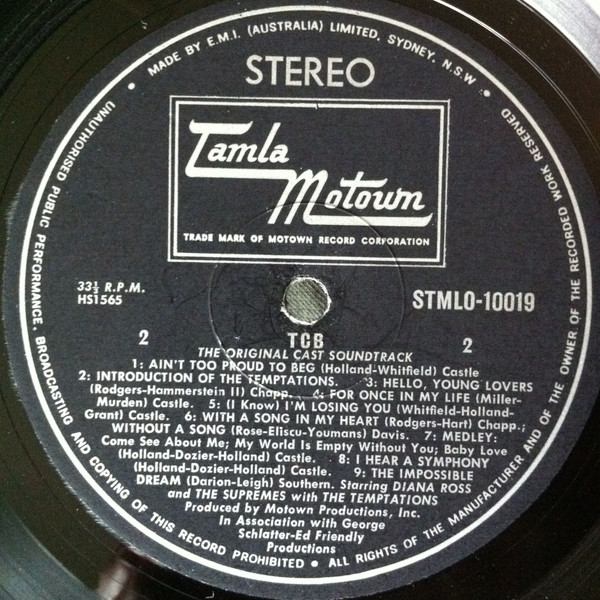 MADE BY E.M.I. (AUSTRALIA) LIMITED, SYDNEY, N.S.W.
STEREO
Tamla
Motown
TRADE MARK OF MOTOWN RECORD CORPORATION
33⅓ R.P.M.
HS1565
STMLO-10019
2
TCB
2
THE ORIGINAL CAST SOUNDTRACK
1: AIN'T TOO PROUD TO BEG (Holland-Whitfield) Castle
2: INTRODUCTION OF THE TEMPTATIONS. 3: HELLO, YOUNG LOVERS
(Rodgers-Hammerstein II) Chapp. 4: FOR ONCE IN MY LIFE (Miller-
Murden) Castle. 5: (I Know) I'M LOSING YOU (Whitfield-Holland-
Grant) Castle. 6: WITH A SONG IN MY HEART (Rodgers-Hart) Chapp.;
WITHOUT A SONG (Rose-Eliscu-Youmans) Davis. 7: MEDLEY:
Come See About Me; My World Is Empty Without You; Baby Love
(Holland-Dozier-Holland) Castle. 8: I HEAR A SYMPHONY
(Holland-Dozier-Holland) Castle. 9: THE IMPOSSIBLE
DREAM (Darion-Leigh) Southern. Starring DIANA ROSS
and THE SUPREMES with THE TEMPTATIONS
Produced by Motown Productions, Inc.
In Association with George
Schlatter-Ed Friendly
Productions
UNAUTHORISED PUBLIC PERFORMANCE, BROADCASTING AND COPYING OF THIS RECORD PROHIBITED • ALL RIGHTS OF THE MANUFACTURER AND OF THE OWNER OF THE RECORDED WORK RESERVED